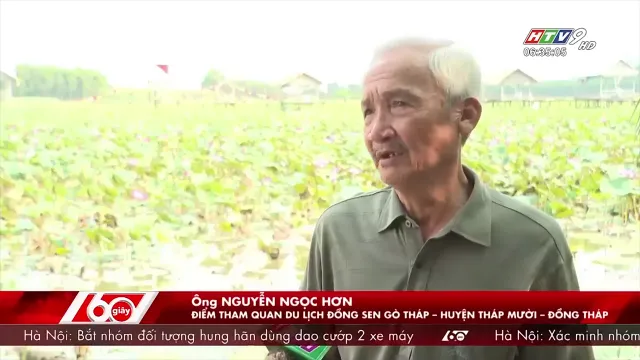 HTV9 HD
06:35:05
60 giây
Ông NGUYỄN NGỌC HƠN
ĐIỂM THAM QUAN DU LỊCH ĐỒNG SEN GÒ THÁP – HUYỆN THÁP MƯỜI – ĐỒNG THÁP
Hà Nội: Bắt nhóm đối tượng hung hãn dùng dao cướp 2 xe máy 60 Hà Nội: Xác minh nhóm